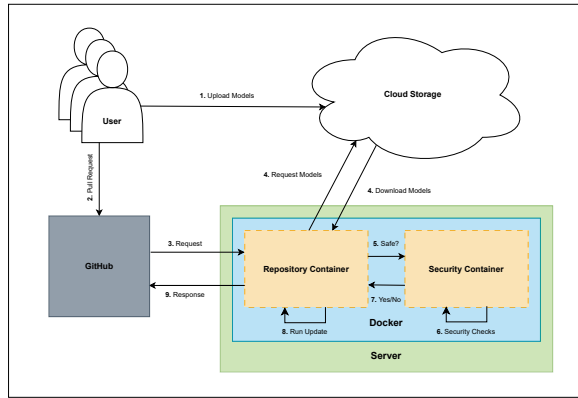 1. Upload Models
Cloud Storage
User
2. Pull Request
4. Request Models
4. Download Models
GitHub
3. Request
9. Response
Repository Container
5. Safe?
7. Yes/No
Security Container
8. Run Update
6. Security Checks
Docker
Server